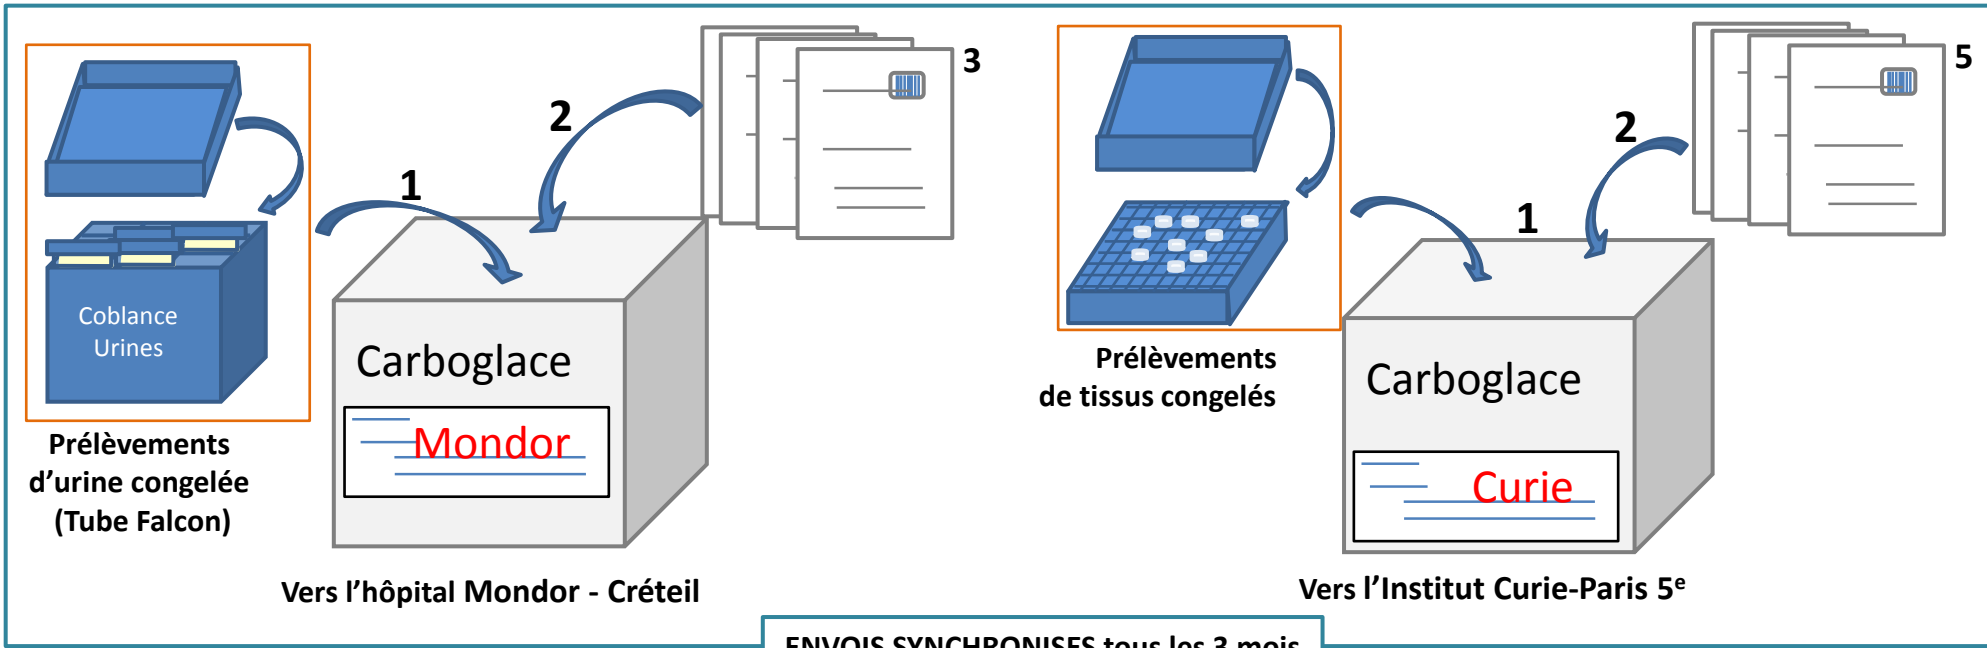 3
2
1
Coblance
Urines
Carboglace
Mondor
Prélèvements
d’urine congelée
(Tube Falcon)
Vers l’hôpital Mondor - Créteil
5
2
1
Prélèvements
de tissus congelés
Carboglace
Curie
Vers l’Institut Curie-Paris 5e
ENVOIS SYNCHRONISES tous les 3 mois